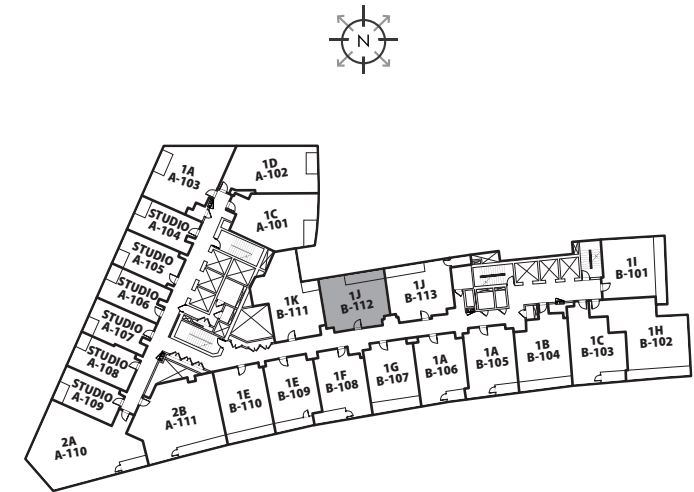 N
1A
A-103
1D
A-102
1C
A-101
STUDIO
A-104
STUDIO
A-105
STUDIO
A-106
STUDIO
A-107
STUDIO
A-108
STUDIO
A-109
2A
A-110
2B
A-111
1K
B-111
1J
B-112
1J
B-113
1I
B-101
1E
B-110
1E
B-109
1F
B-108
1G
B-107
1A
B-106
1A
B-105
1B
B-104
1C
B-103
1H
B-102